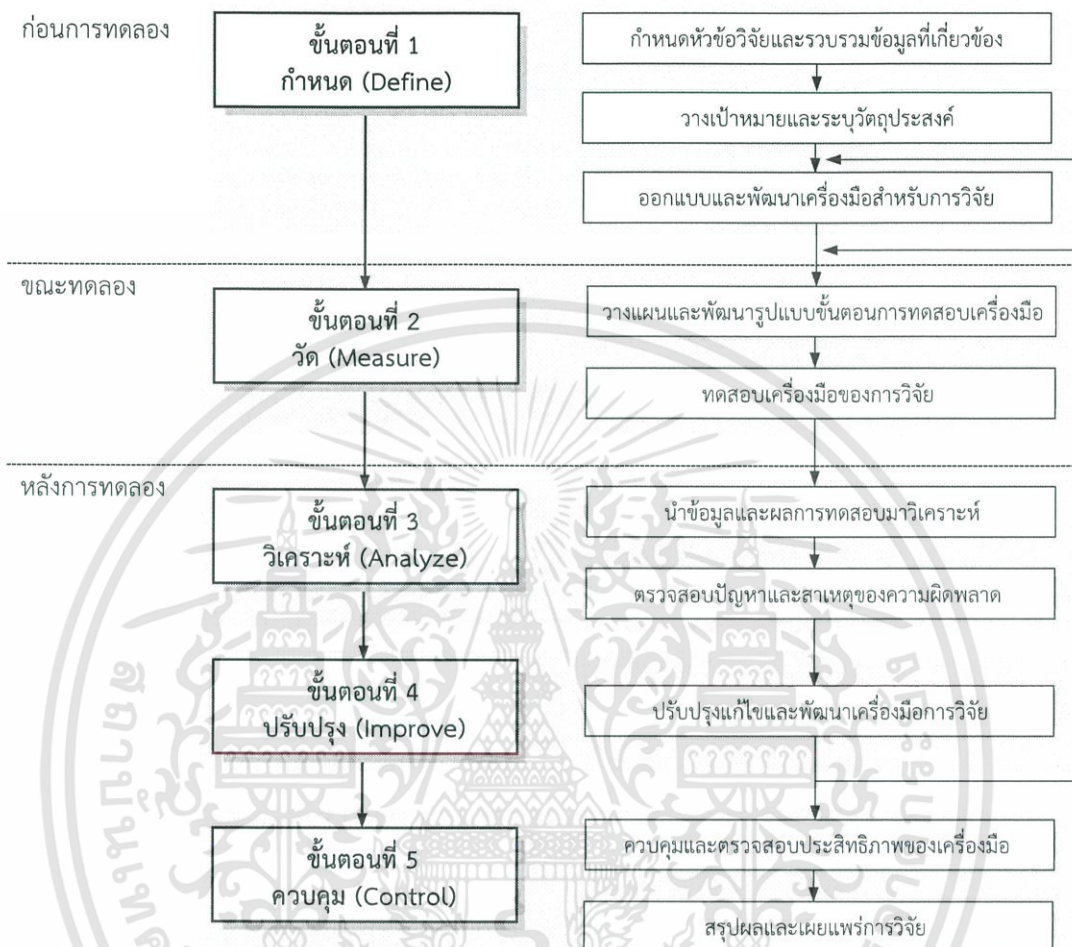 ก่อนการทดลอง
ขั้นตอนที่ 1
กำหนด (Define)
กำหนดหัวข้อวิจัยและรวบรวมข้อมูลที่เกี่ยวข้อง
วางเป้าหมายและระบุวัตถุประสงค์
ออกแบบและพัฒนาเครื่องมือสำหรับการวิจัย
ขณะทดลอง
ขั้นตอนที่ 2
วัด (Measure)
วางแผนและพัฒนารูปแบบขั้นตอนการทดสอบเครื่องมือ
ทดสอบเครื่องมือของการวิจัย
หลังการทดลอง
ขั้นตอนที่ 3
วิเคราะห์ (Analyze)
นำข้อมูลและผลการทดสอบมาวิเคราะห์
ตรวจสอบปัญหาและสาเหตุของความผิดพลาด
ขั้นตอนที่ 4
ปรับปรุง (Improve)
ปรับปรุงแก้ไขและพัฒนาเครื่องมือการวิจัย
ขั้นตอนที่ 5
ควบคุม (Control)
ควบคุมและตรวจสอบประสิทธิภาพของเครื่องมือ
สรุปผลและเผยแพร่การวิจัย